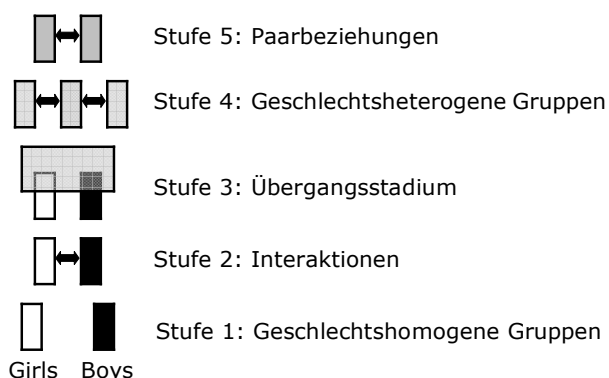 Stufe 5: Paarbeziehungen
Stufe 4: Geschlechtsheterogene Gruppen
Stufe 3: Übergangsstadium
Stufe 2: Interaktionen
Stufe 1: Geschlechtshomogene Gruppen
Girls Boys